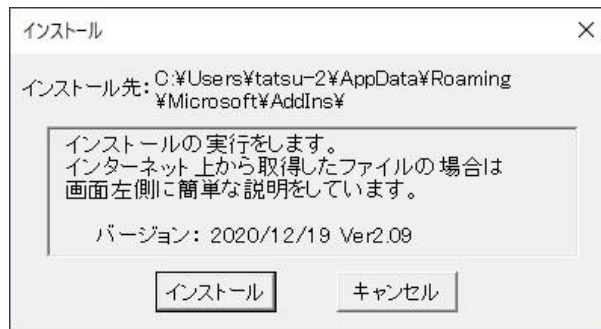 インストール
インストール先：C:¥Users¥tatsu-2¥AppData¥Roaming
¥Microsoft¥AddIns¥
インストールの実行をします。
インターネット上から取得したファイルの場合は
画面左側に簡単な説明をしています。
バージョン：2020/12/19 Ver2.09
インストール
キャンセル